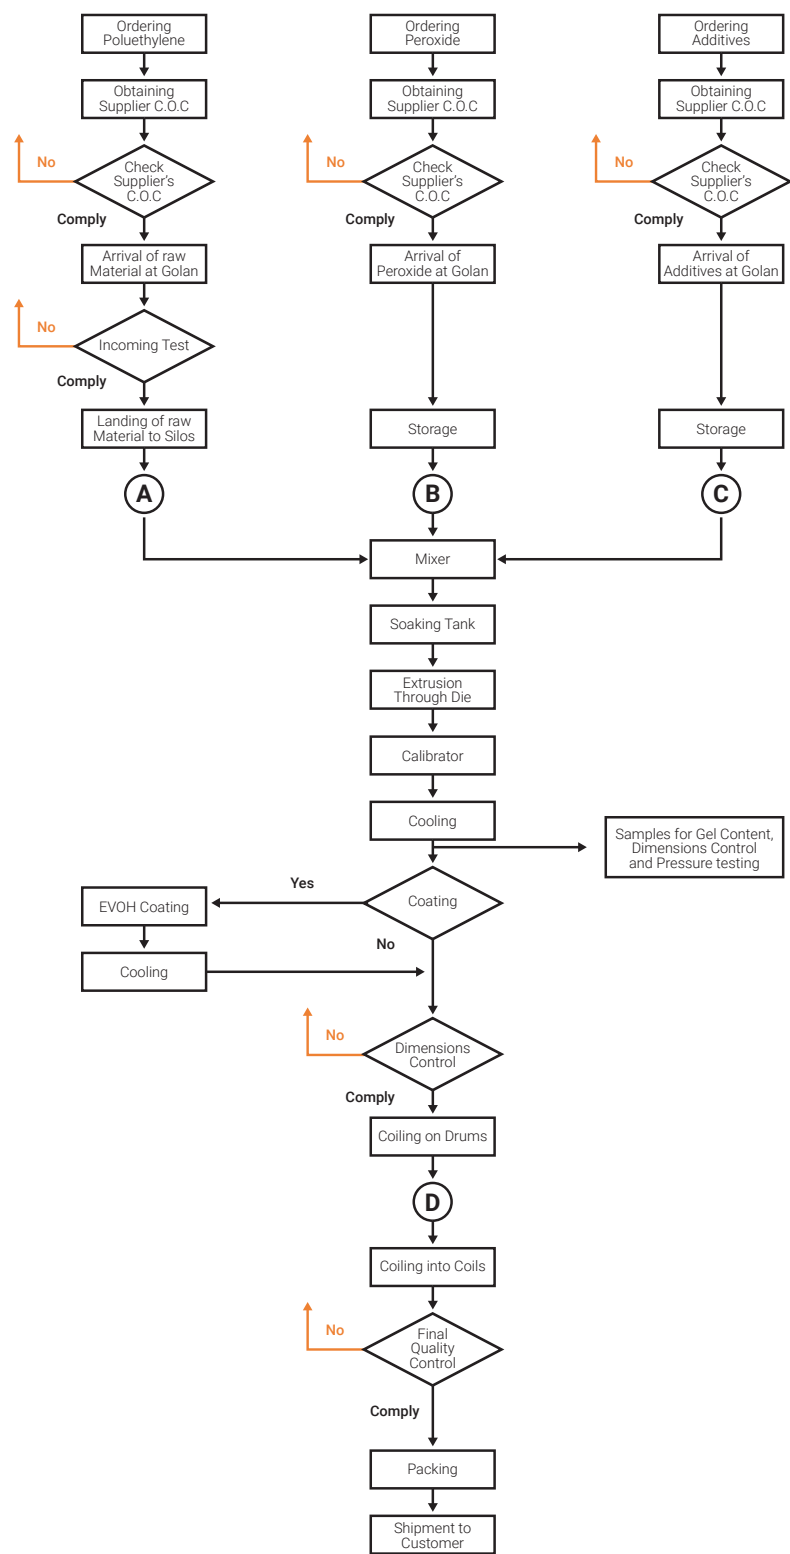 Ordering
Poluethylene
Ordering
Peroxide
Ordering
Additives
Obtaining
Supplier C.O.C
Obtaining
Supplier C.O.C
Obtaining
Supplier C.O.C
No
Check
Supplier's
C.O.C
No
Check
Supplier's
C.O.C
No
Check
Supplier's
C.O.C
Comply
Comply
Comply
Arrival of raw
Material at Golan
Arrival of
Peroxide at Golan
Arrival of
Additives at Golan
No
Incoming Test
Comply
Landing of raw
Material to Silos
Storage
Storage
A
B
C
Mixer
Soaking Tank
Extrusion
Through Die
Calibrator
Cooling
Samples for Gel Content,
Dimensions Control
and Pressure testing
Yes
Coating
EVOH Coating
No
Cooling
No
Dimensions
Control
Comply
Coiling on Drums
D
Coiling into Coils
No
Final
Quality
Control
Comply
Packing
Shipment to
Customer